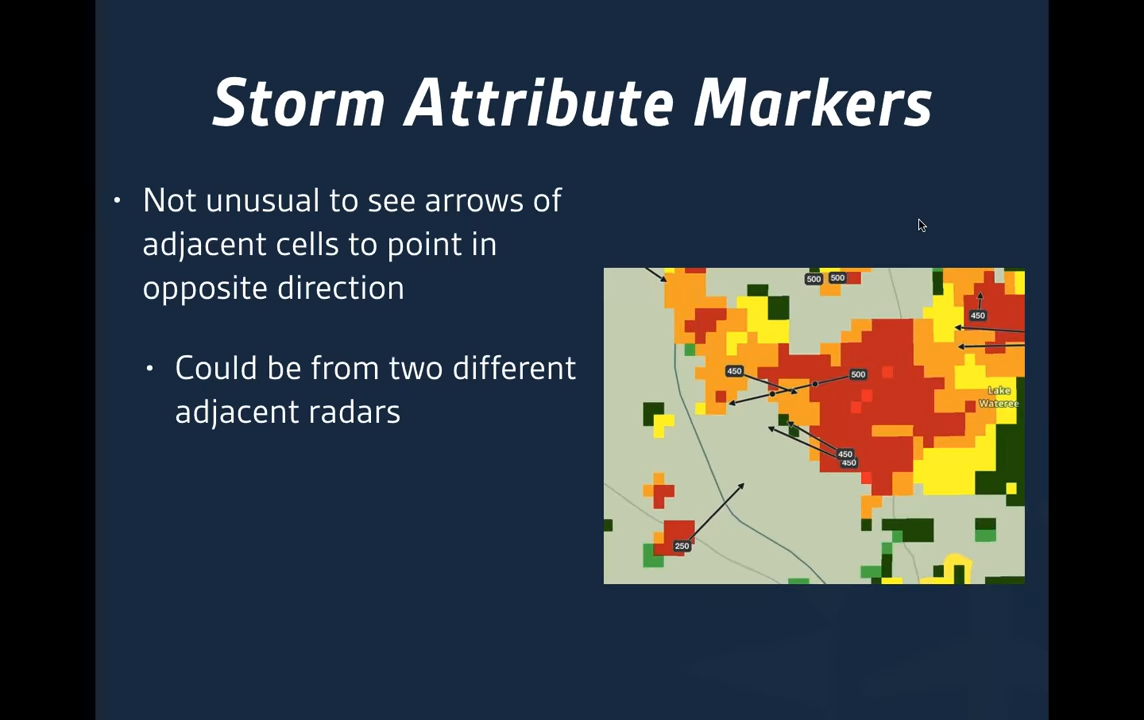 Storm Attribute Markers
• Not unusual to see arrows of
adjacent cells to point in
opposite direction
• Could be from two different
adjacent radars
500 500
450
450
500
Lake
Wateree
450
450
250